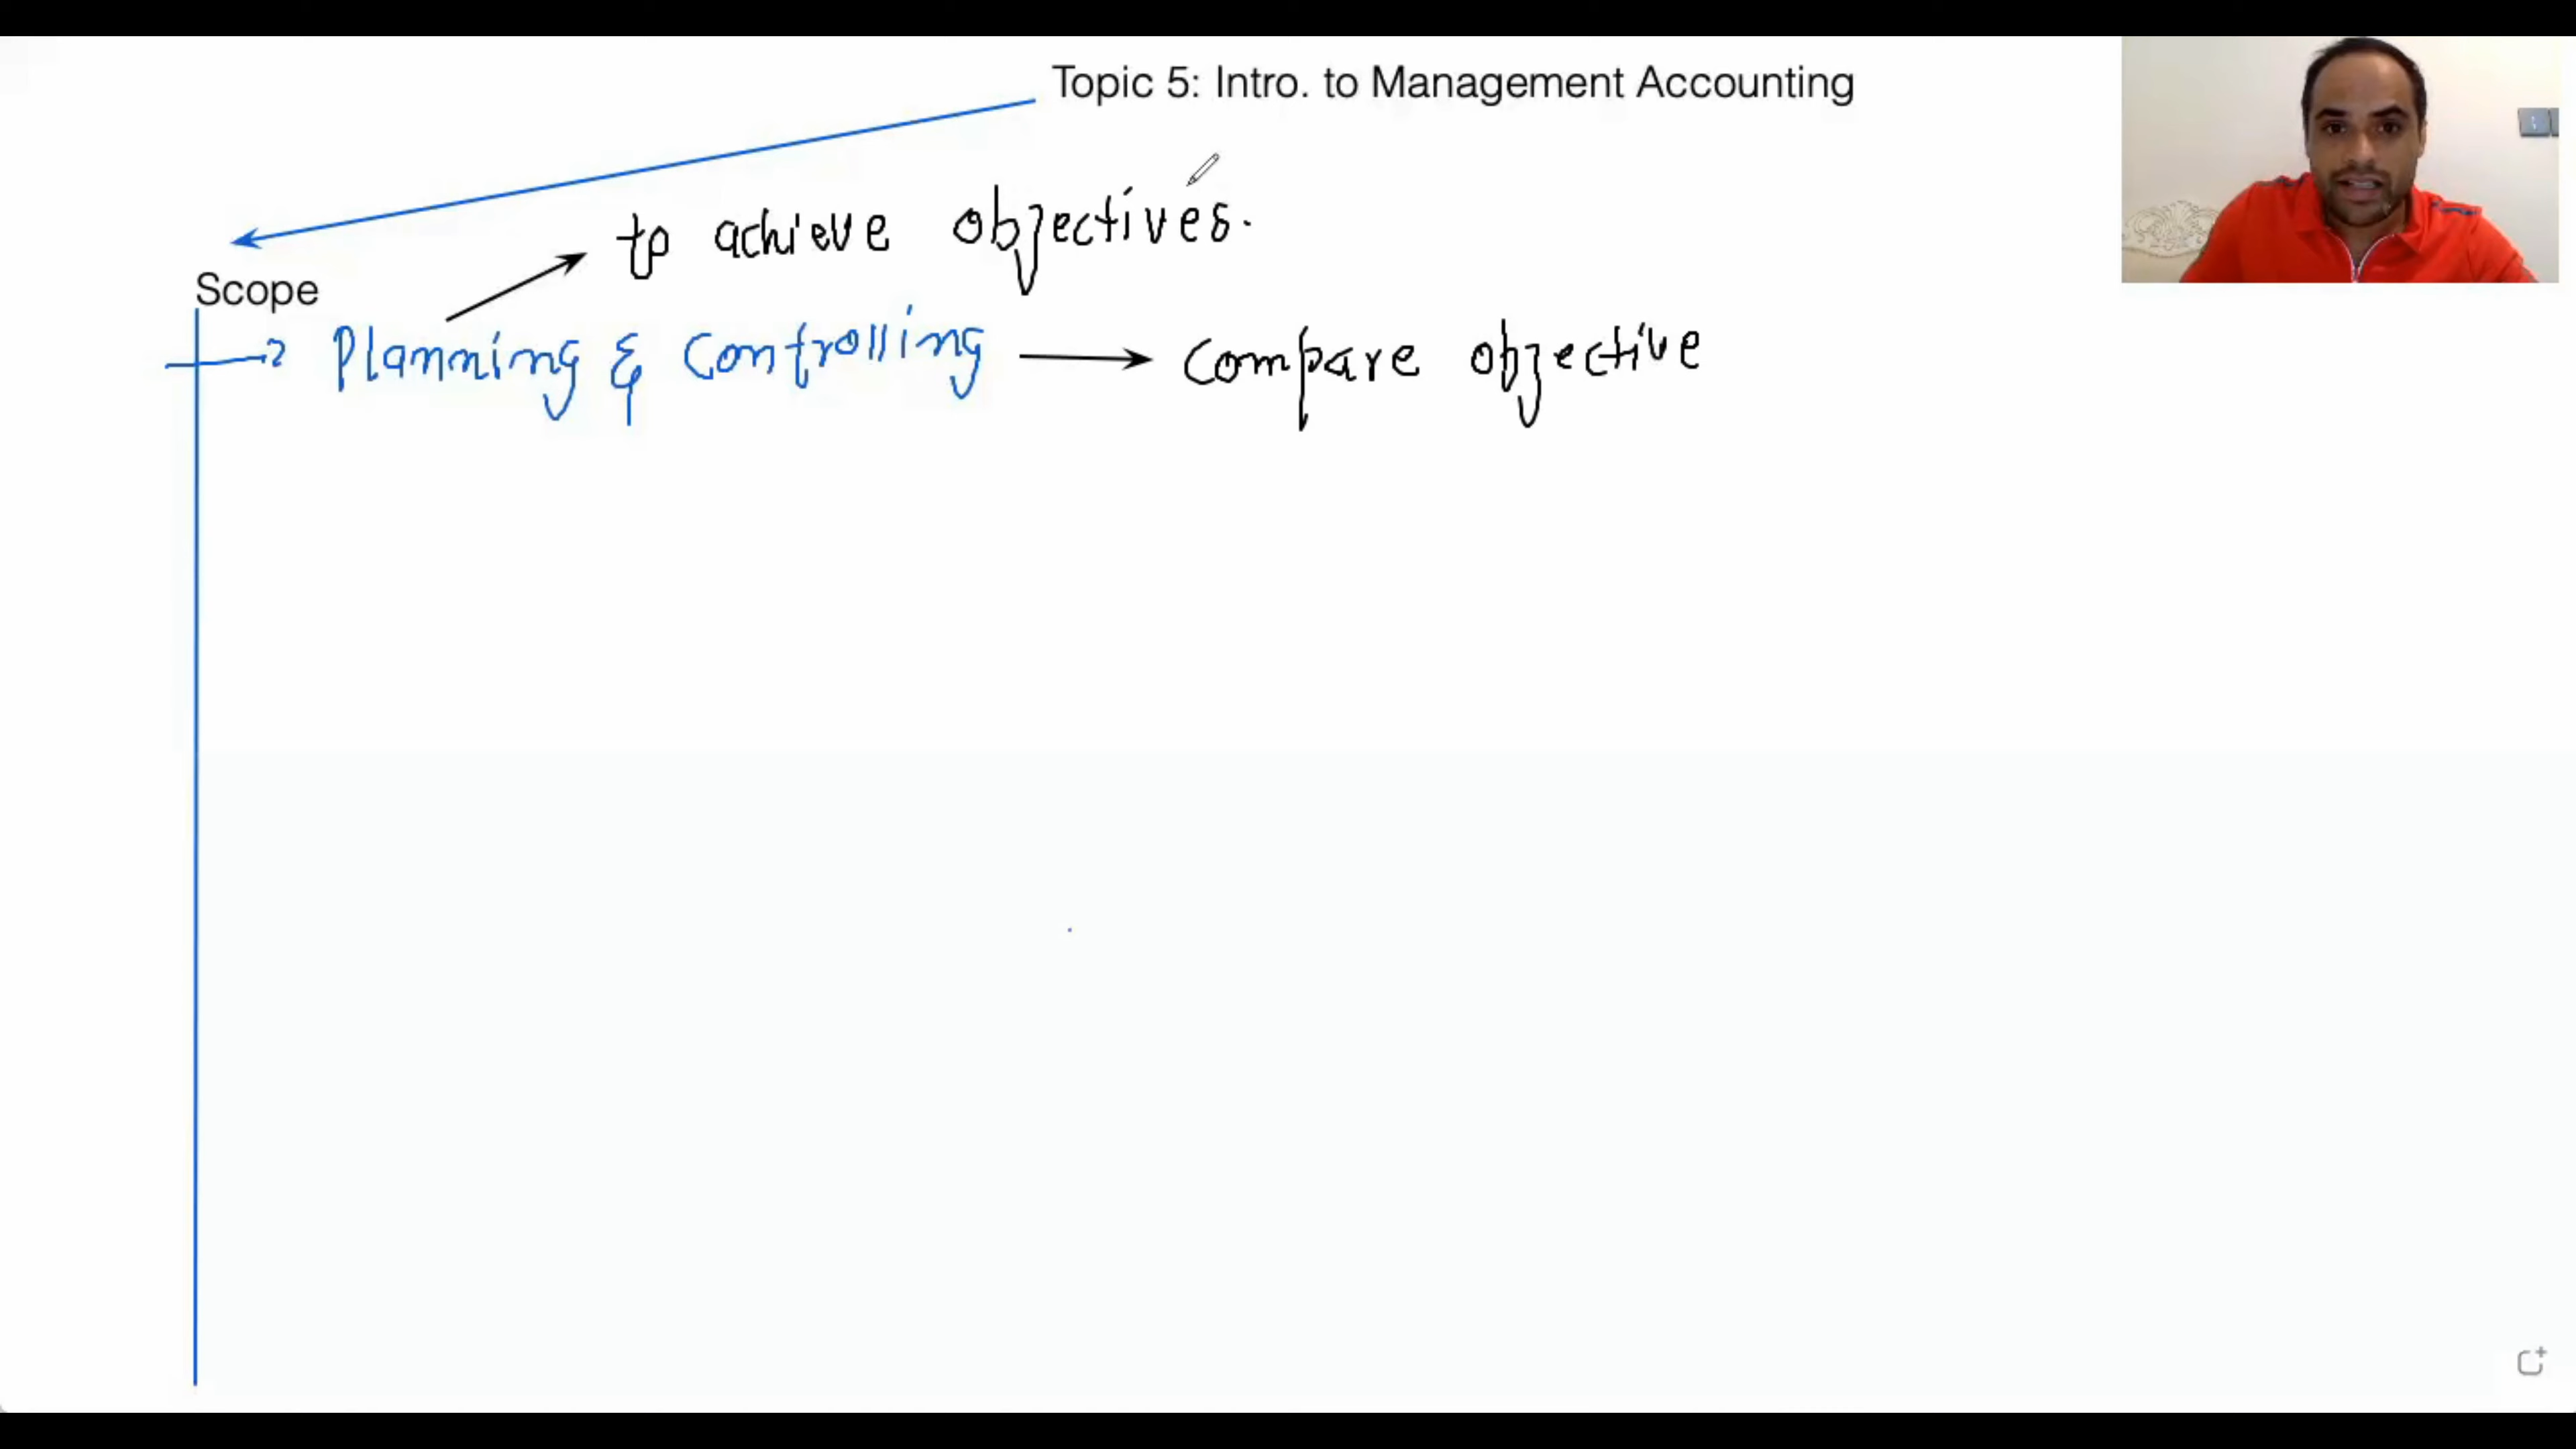 Topic 5: Intro. to Management Accounting
to achieve objectives.
Scope
Planning & Controlling
Compare objective